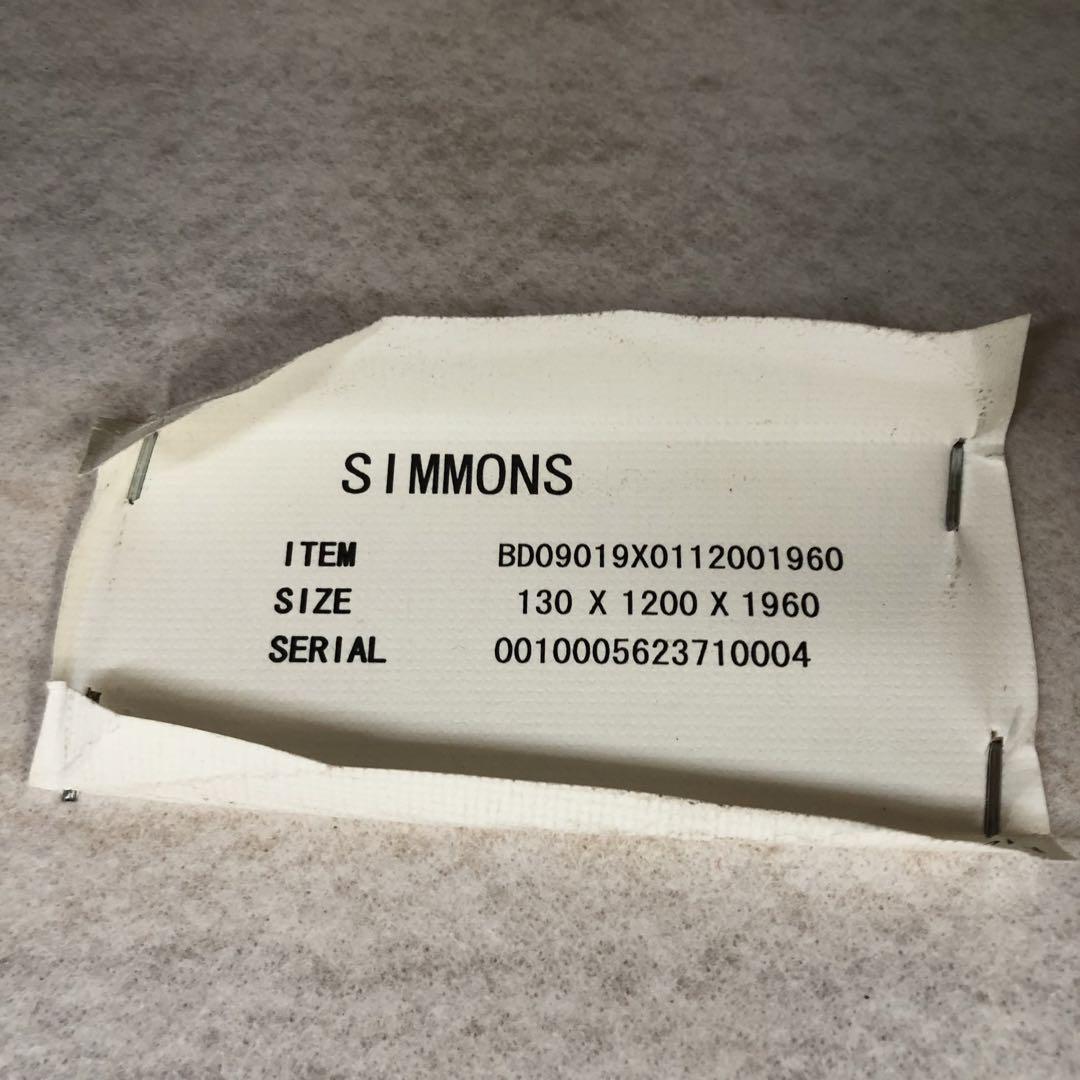 SIMMONS
ITEM BD09019X0112001960
SIZE 130 X 1200 X 1960
SERIAL 0010005623710004